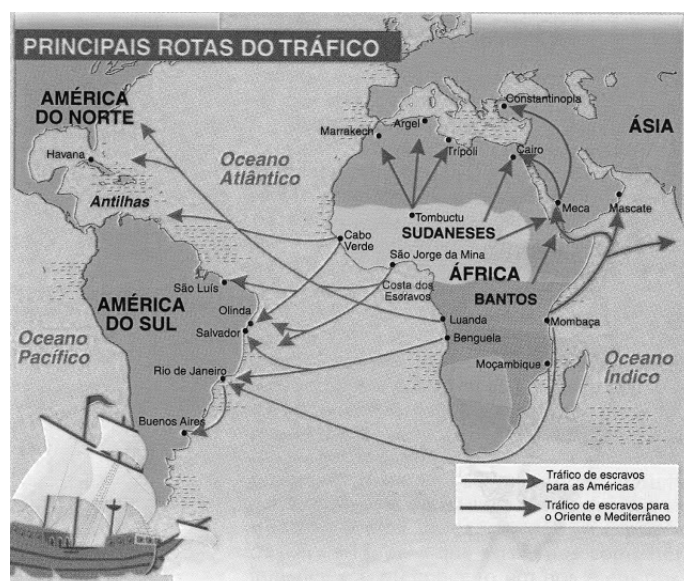 PRINCIPAIS ROTAS DO TRÁFICO
AMÉRICA
DO NORTE
Havana
Antilhas
Oceano
Atlântico
Constantinopla
ÁSIA
Argel
Marrakech
Trípoli
Cairo
Meca
Mascate
Tombuctu
SUDANESES
Cabo
Verde
São Jorge da Mina
ÁFRICA
Costa dos
Escravos
BANTOS
São Luís
AMÉRICA
DO SUL
Olinda
Salvador
Luanda
Benguela
Mombaça
Oceano
Pacífico
Rio de Janeiro
Moçambique
Oceano
Índico
Buenos Aires
Tráfico de escravos
para as Américas
Tráfico de escravos para
o Oriente e Mediterrâneo